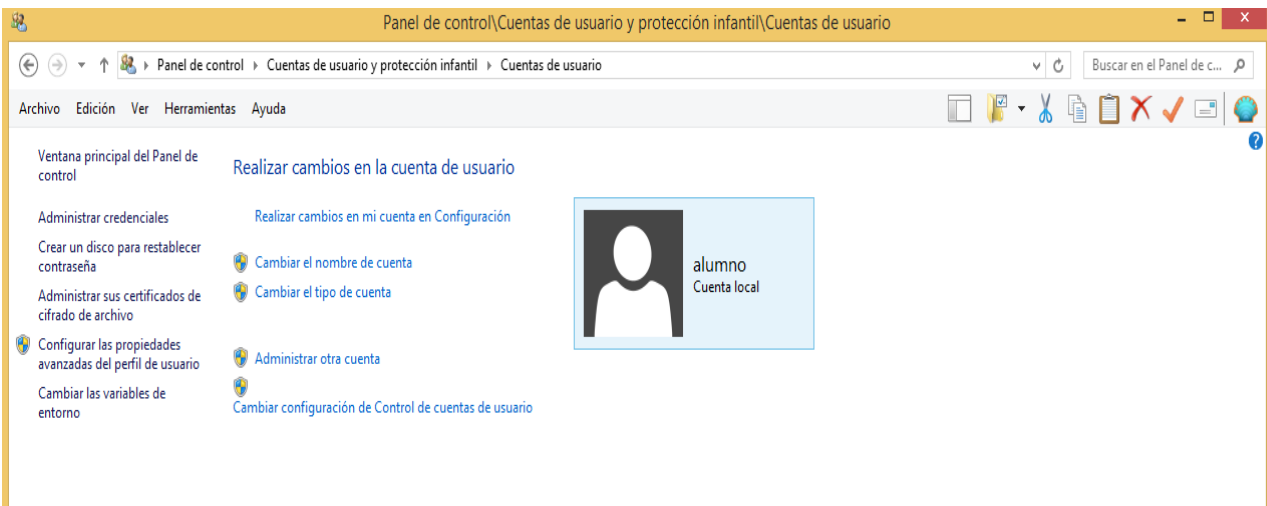 Panel de control\Cuentas de usuario y protección infantil\Cuentas de usuario
Panel de control Cuentas de usuario y protección infantil Cuentas de usuario
Buscar en el Panel de c...
Archivo Edición Ver Herramientas Ayuda
Ventana principal del Panel de
control
Administrar credenciales
Crear un disco para restablecer
contraseña
Administrar sus certificados de
cifrado de archivo
Configurar las propiedades
avanzadas del perfil de usuario
Cambiar las variables de
entorno
Realizar cambios en la cuenta de usuario
Realizar cambios en mi cuenta en Configuración
Cambiar el nombre de cuenta
Cambiar el tipo de cuenta
Administrar otra cuenta
Cambiar configuración de Control de cuentas de usuario
alumno
Cuenta local